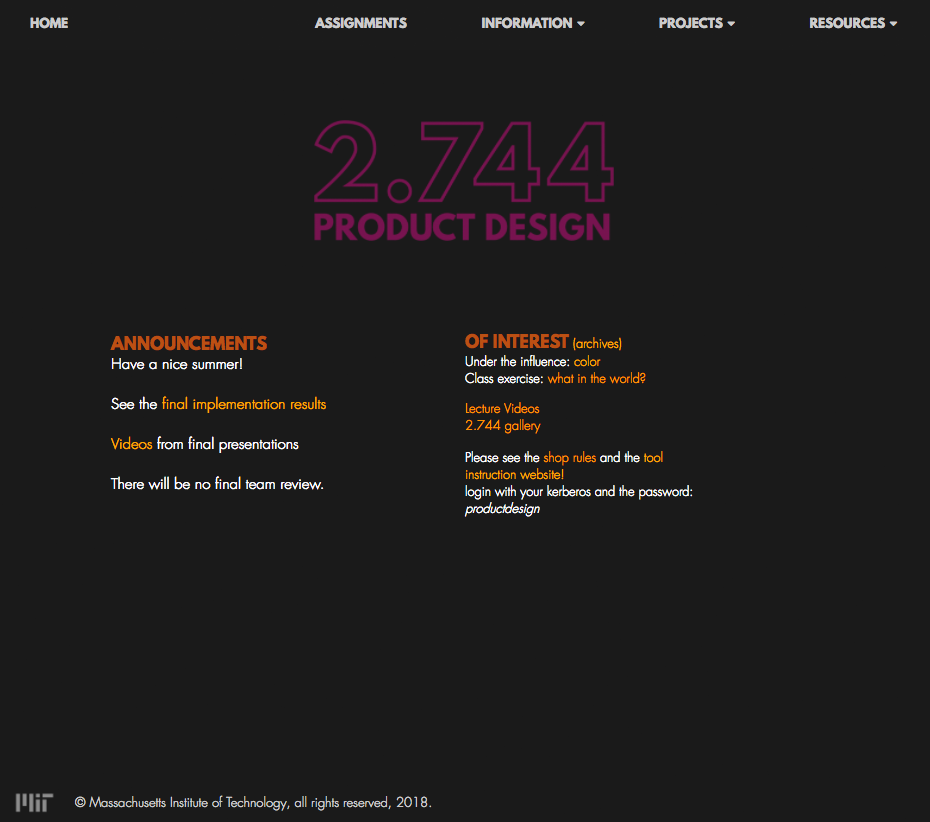 HOME
ASSIGNMENTS
INFORMATION
PROJECTS
RESOURCES
2.744
PRODUCT DESIGN
ANNOUNCEMENTS
Have a nice summer!
See the final implementation results
Videos from final presentations
There will be no final team review.
OF INTEREST (archives)
Under the influence: color
Class exercise: what in the world?
Lecture Videos
2.744 gallery
Please see the shop rules and the tool
instruction website!
login with your kerberos and the password:
productdesign
MIT
© Massachusetts Institute of Technology, all rights reserved, 2018.